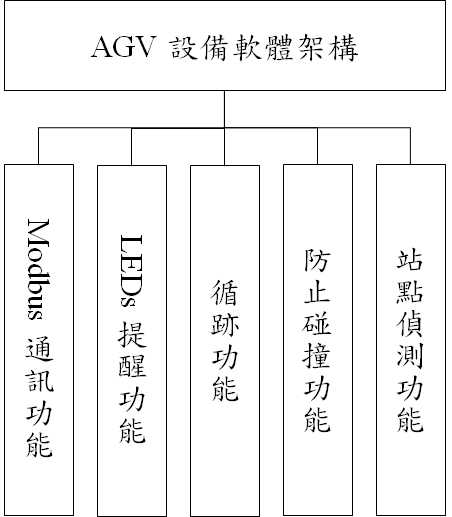 AGV 設備軟體架構
Modbus 通訊功能
LEDs 提醒功能
循跡功能
防止碰撞功能
站點偵測功能